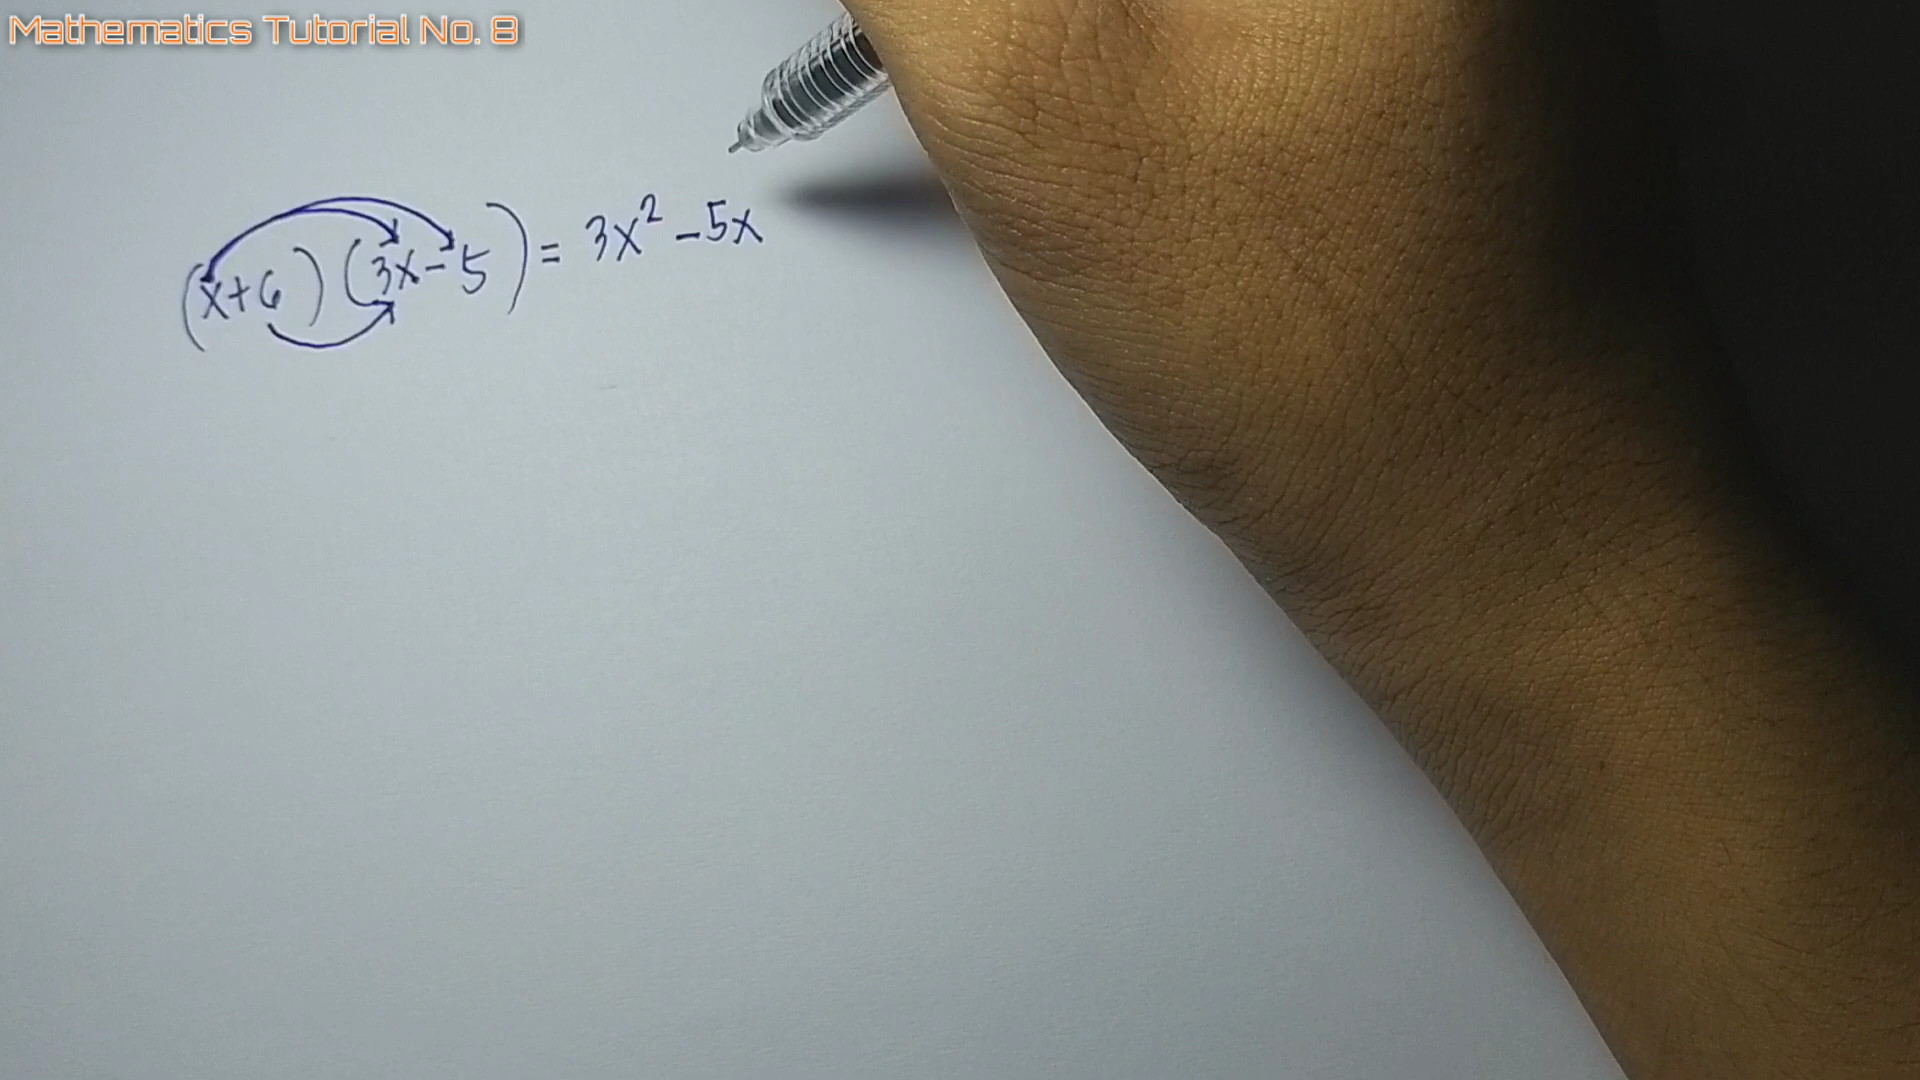 Mathematics Tutorial No. 8
(x+6)(3x-5) = 3x² -5x